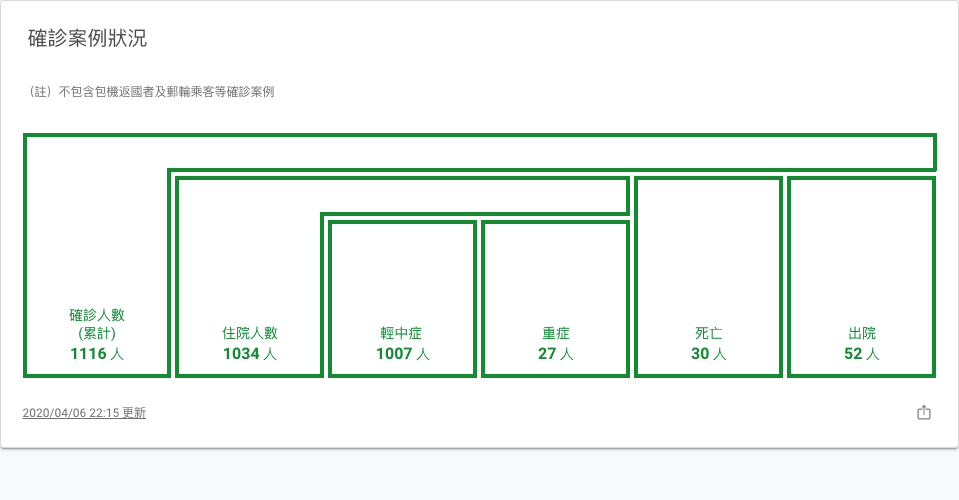 確診案例狀況
（註）不包含包機返國者及郵輪乘客等確診案例
確診人數
(累計)
1116 人
住院人數
1034 人
輕中症
1007 人
重症
27 人
死亡
30 人
出院
52 人
2020/04/06 22:15 更新